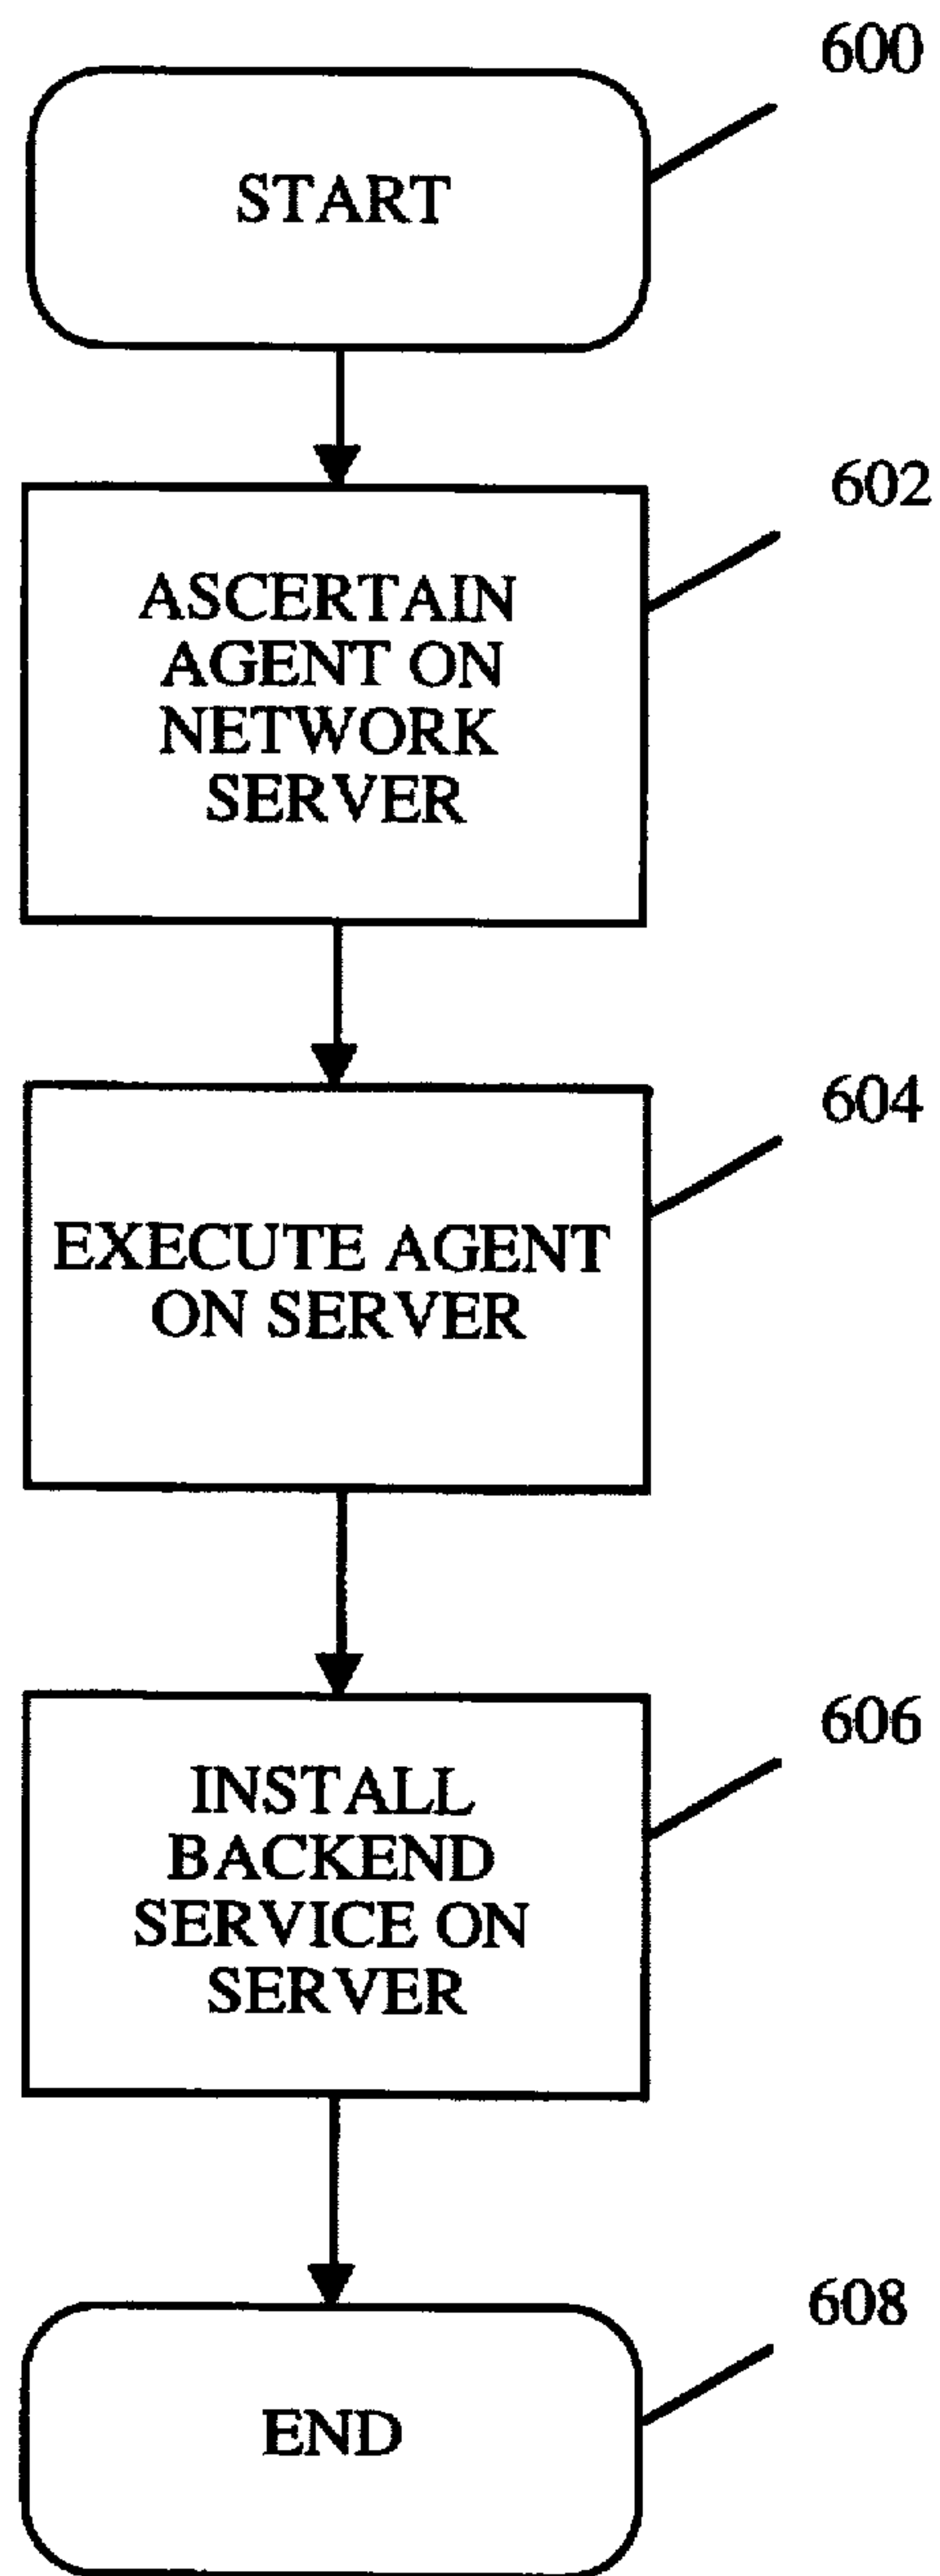 600
START
602
ASCERTAIN
AGENT ON
NETWORK
SERVER
604
EXECUTE AGENT
ON SERVER
606
INSTALL
BACKEND
SERVICE ON
SERVER
608
END